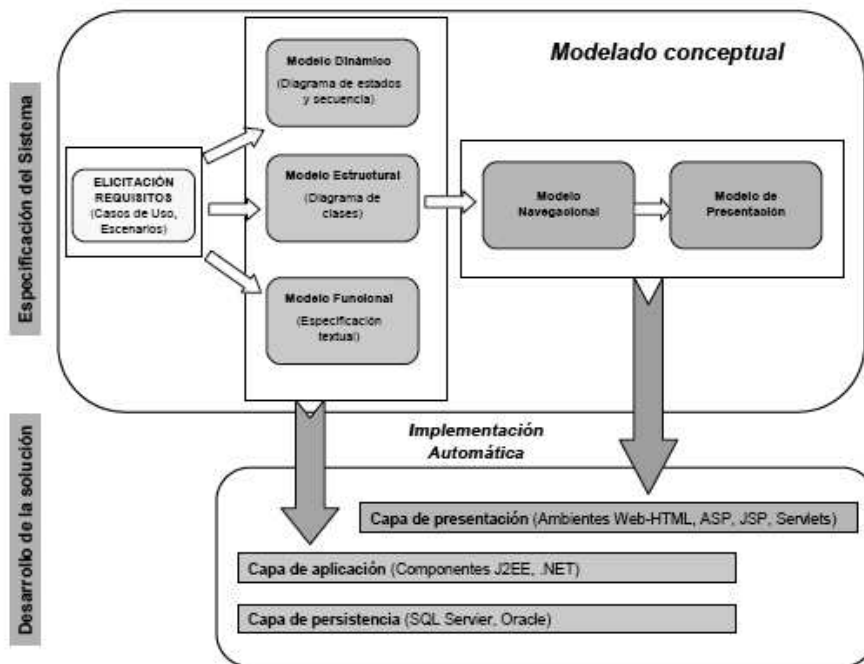 Modelado conceptual
Especificación del Sistema
ELICITACIÓN
REQUISITOS
(Casos de Uso,
Escenarios)
Modelo Dinámico
(Diagrama de estados
y secuencia)
Modelo Estructural
(Diagrama de
clases)
Modelo Funcional
(Especificación
textual)
Modelo
Navegacional
Modelo de
Presentación
Implementación
Automática
Desarrollo de la solución
Capa de presentación (Ambientes Web-HTML, ASP, JSP, Servlets)
Capa de aplicación (Componentes J2EE, .NET)
Capa de persistencia (SQL Servier, Oracle)